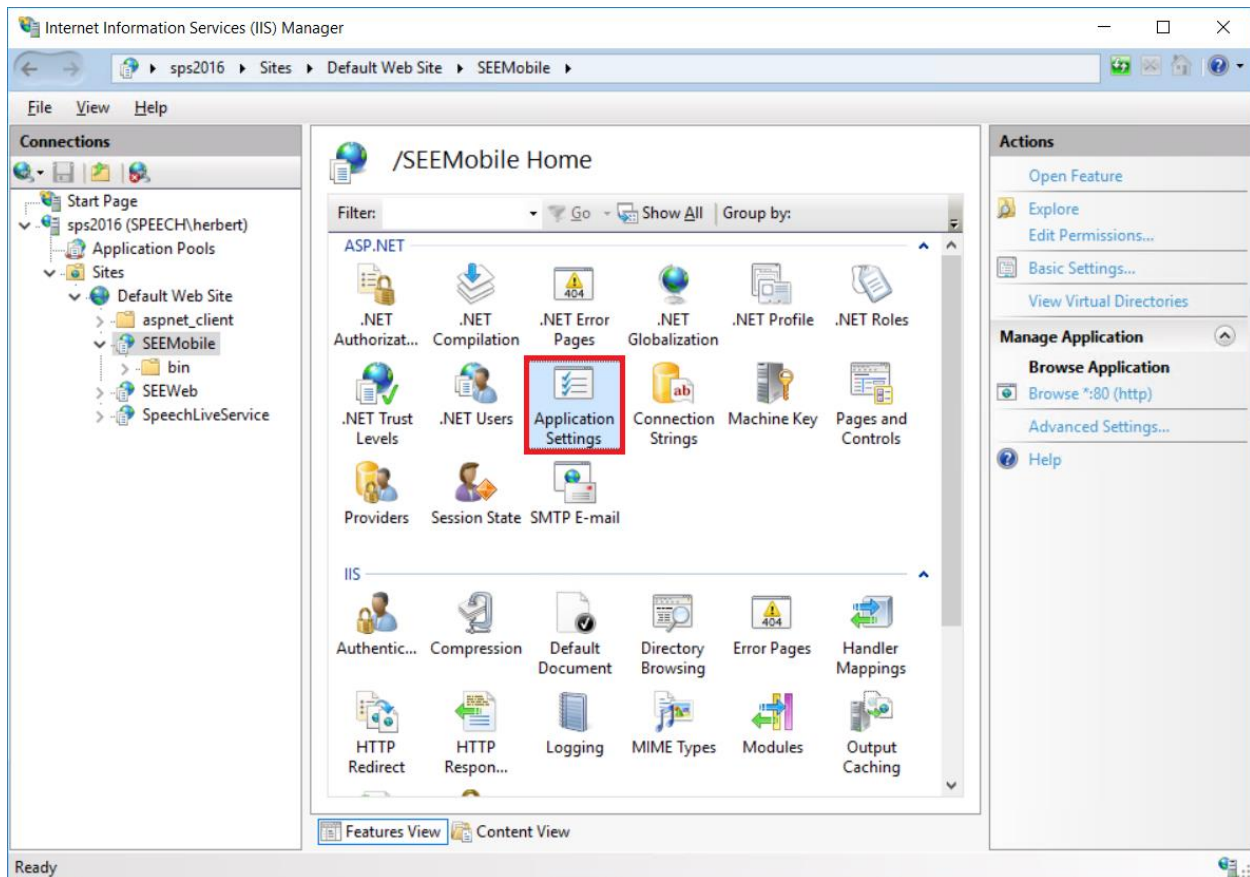 Internet Information Services (IIS) Manager
sps2016 Sites Default Web Site SEEMobile
File View Help
Connections
Start Page
sps2016 (SPEECH\herbert)
Application Pools
Sites
Default Web Site
aspnet_client
SEEMobile
bin
SEEWeb
SpeechLiveService
/SEEMobile Home
Filter: Go Show All Group by:
ASP.NET
.NET Authorizat...
.NET Compilation
.NET Error Pages
.NET Globalization
.NET Profile
.NET Roles
.NET Trust Levels
.NET Users
Application Settings
Connection Strings
Machine Key
Pages and Controls
Providers
Session State
SMTP E-mail
IIS
Authentic...
Compression
Default Document
Directory Browsing
Error Pages
Handler Mappings
HTTP Redirect
HTTP Respon...
Logging
MIME Types
Modules
Output Caching
Features View Content View
Actions
Open Feature
Explore
Edit Permissions...
Basic Settings...
View Virtual Directories
Manage Application
Browse Application
Browse *:80 (http)
Advanced Settings...
Help
Ready
404
ab
404